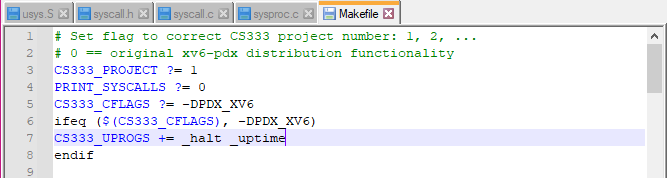 usys.S syscall.h syscall.c sysproc.c Makefile
1 # Set flag to correct CS333 project number: 1, 2, ...
2 # 0 == original xv6-pdx distribution functionality
3 CS333_PROJECT ?= 1
4 PRINT_SYSCALLS ?= 0
5 CS333_CFLAGS ?= -DPDX_XV6
6 ifeq ($(CS333_CFLAGS), -DPDX_XV6)
7 CS333_UPROGS += _halt _uptime
8 endif
9